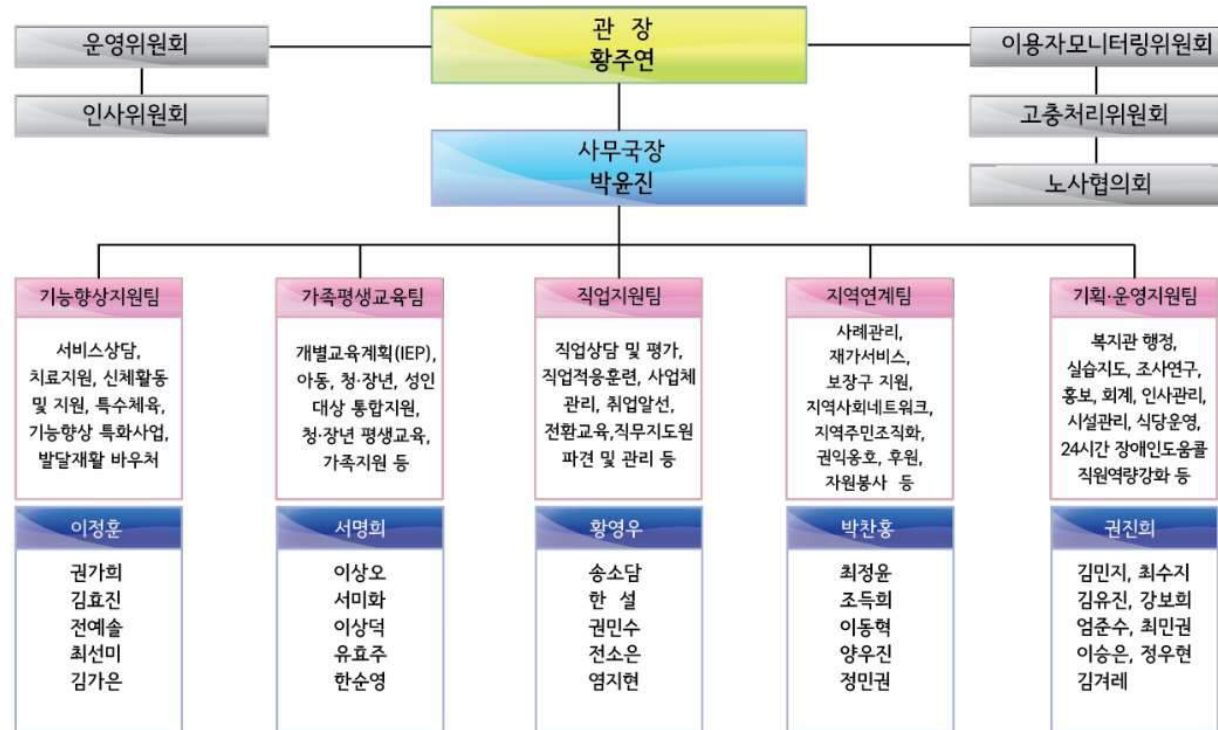 관 장
황주연
운영위원회
인사위원회
이용자모니터링위원회
고충처리위원회
노사협의회
사무국장
박윤진
기능향상지원팀
서비스상담,
치료지원, 신체활동
및 지원, 특수체육,
기능향상 특화사업,
발달재활 바우처
이정훈
권가희
김효진
전예솔
최선미
김가은
가족평생교육팀
개별교육계획(IEP),
아동, 청·장년, 성인
대상 통합지원,
청·장년 평생교육,
가족지원 등
서명희
이상오
서미화
이상덕
유효주
한순영
직업지원팀
직업상담 및 평가,
직업적응훈련, 사업체
관리, 취업알선,
전환교육,직무지도원
파견 및 관리 등
황영우
송소담
한 설
권민수
전소은
염지현
지역연계팀
사례관리,
재가서비스,
보장구 지원,
지역사회네트워크,
지역주민조직화,
권익옹호, 후원,
자원봉사 등
박찬홍
최정윤
조득희
이동혁
양우진
정민권
기획·운영지원팀
복지관 행정,
실습지도, 조사연구,
홍보, 회계, 인사관리,
시설관리, 식당운영,
24시간 장애인도움콜
직원역량강화 등
권진희
김민지, 최수지
김유진, 강보희
엄준수, 최민권
이승은, 정우현
김겨레